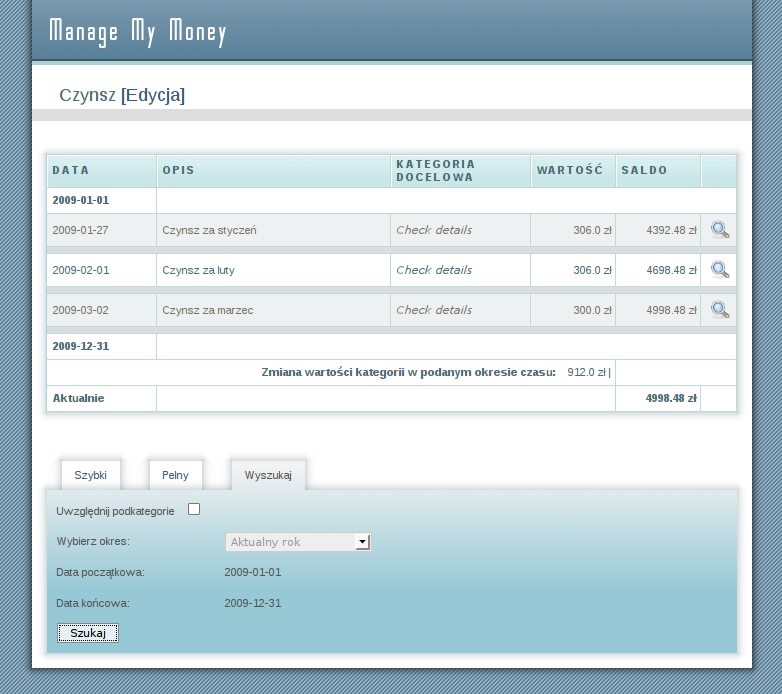 Manage My Money
Czynsz [Edycja]
DATA OPIS KATEGORIA DOCELOWA WARTOŚĆ SALDO
2009-01-01
2009-01-27 Czynsz za styczeń Check details 306.0 zł 4392.48 zł
2009-02-01 Czynsz za luty Check details 306.0 zł 4698.48 zł
2009-03-02 Czynsz za marzec Check details 300.0 zł 4998.48 zł
2009-12-31
Zmiana wartości kategorii w podanym okresie czasu: 912.0 zł |
Aktualnie 4998.48 zł
Szybki Pelny Wyszukaj
Uwzględnij podkategorie
Wybierz okres: Aktualny rok
Data początkowa: 2009-01-01
Data końcowa: 2009-12-31
Szukaj